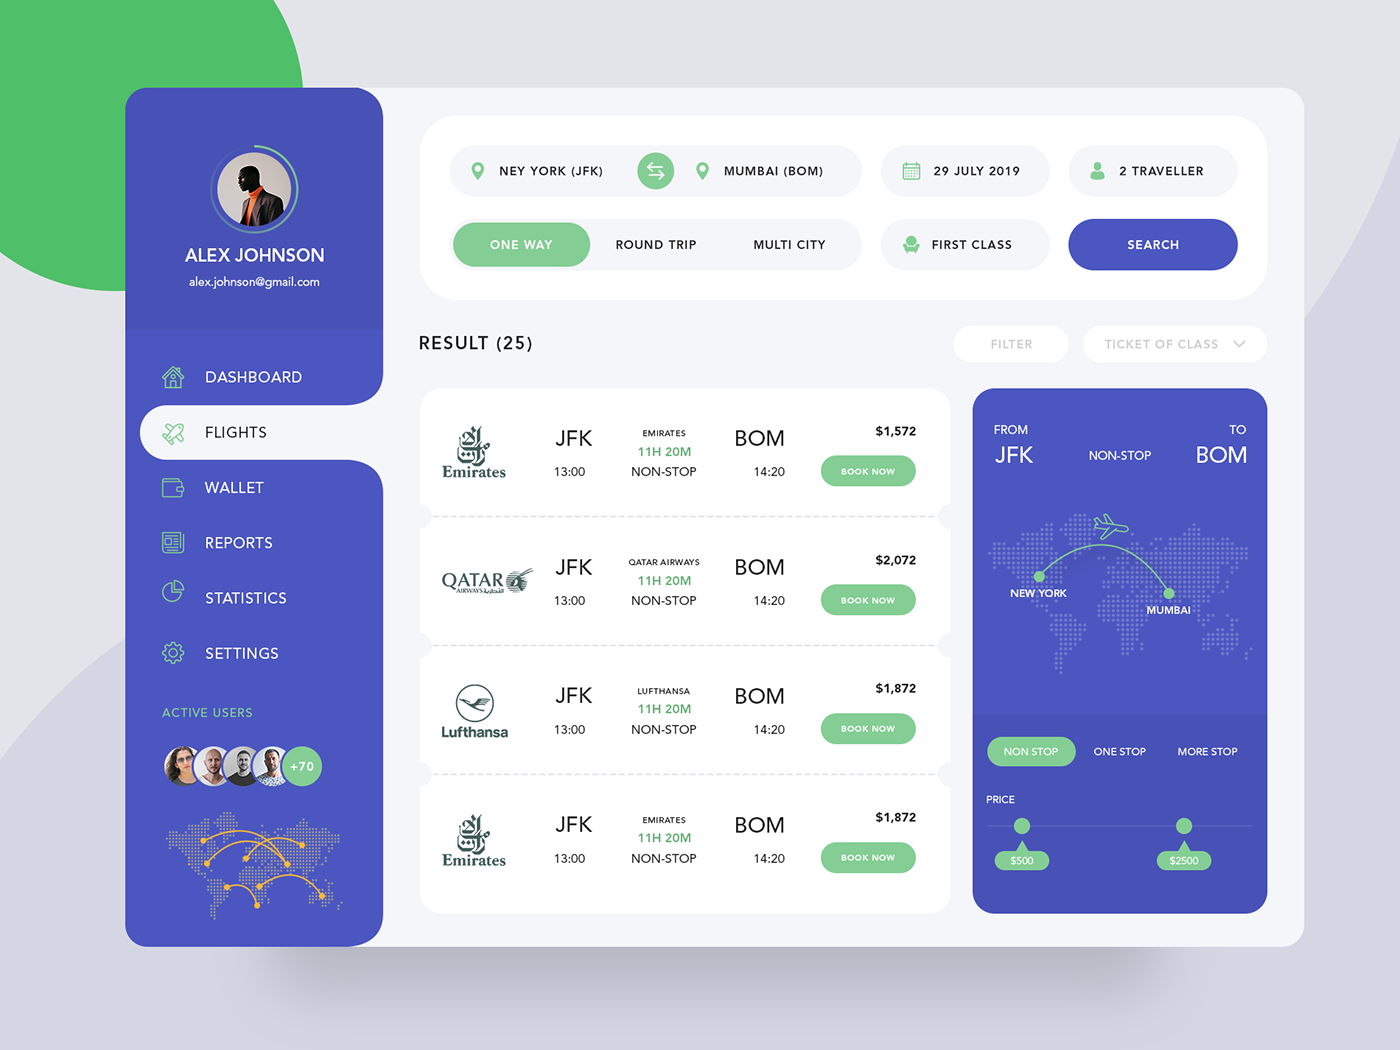 ALEX JOHNSON
alex.johnson@gmail.com
DASHBOARD
FLIGHTS
WALLET
REPORTS
STATISTICS
SETTINGS
ACTIVE USERS
+70
NEY YORK (JFK)
MUMBAI (BOM)
29 JULY 2019
2 TRAVELLER
ONE WAY
ROUND TRIP
MULTI CITY
FIRST CLASS
SEARCH
RESULT (25)
FILTER
TICKET OF CLASS
Emirates
JFK
13:00
EMIRATES
11H 20M
NON-STOP
BOM
14:20
$1,572
BOOK NOW
QATAR
AIRWAYS القطرية
JFK
13:00
QATAR AIRWAYS
11H 20M
NON-STOP
BOM
14:20
$2,072
BOOK NOW
Lufthansa
JFK
13:00
LUFTHANSA
11H 20M
NON-STOP
BOM
14:20
$1,872
BOOK NOW
Emirates
JFK
13:00
EMIRATES
11H 20M
NON-STOP
BOM
14:20
$1,872
BOOK NOW
FROM
JFK
NON-STOP
TO
BOM
NEW YORK
MUMBAI
NON STOP
ONE STOP
MORE STOP
PRICE
$500
$2500